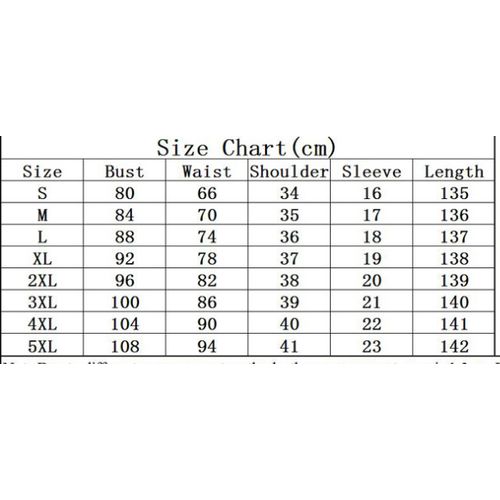 Size Chart(cm)
Size Bust Waist Shoulder Sleeve Length
S 80 66 34 16 135
M 84 70 35 17 136
L 88 74 36 18 137
XL 92 78 37 19 138
2XL 96 82 38 20 139
3XL 100 86 39 21 140
4XL 104 90 40 22 141
5XL 108 94 41 23 142